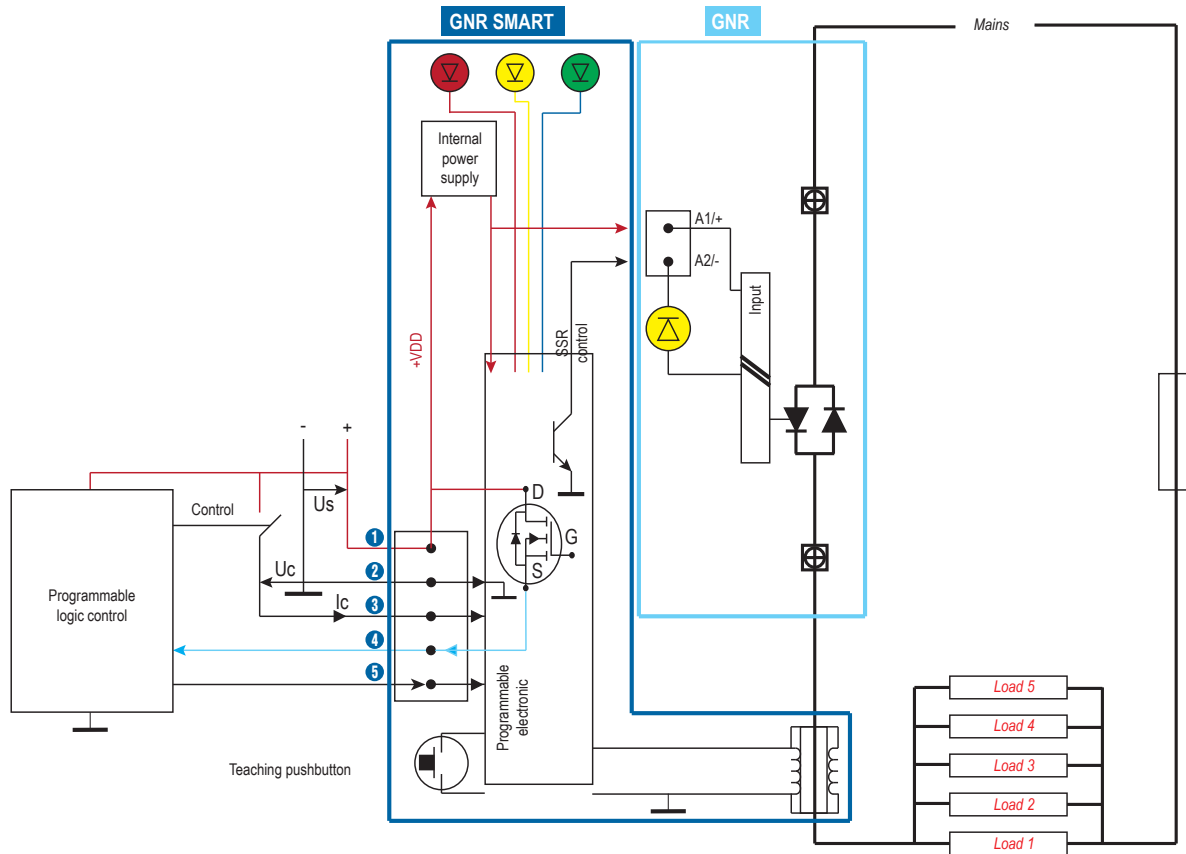 GNR SMART
GNR
Mains
Internal
power
supply
A1/+
A2/-
Input
SSR
control
+VDD
- +
Us
Control
D
G
S
1
Uc
2
Ic
3
4
5
Programmable
logic control
Programmable
electronic
Teaching pushbutton
Load 5
Load 4
Load 3
Load 2
Load 1